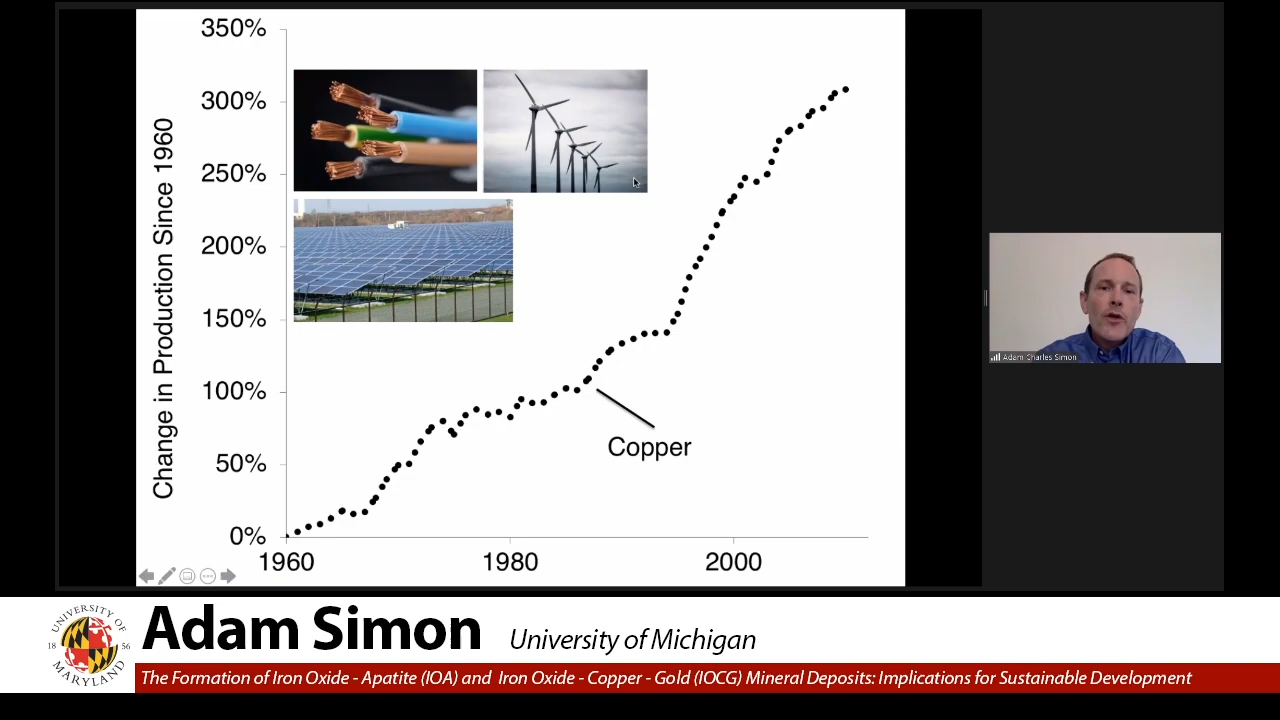 350%
300%
250%
200%
150%
100%
50%
0%
Change in Production Since 1960
1960
1980
2000
Copper
Adam Charles Simon
UNIVERSITY OF
18 56
MARYLAND
Adam Simon
University of Michigan
The Formation of Iron Oxide - Apatite (IOA) and Iron Oxide - Copper - Gold (IOCG) Mineral Deposits: Implications for Sustainable Development